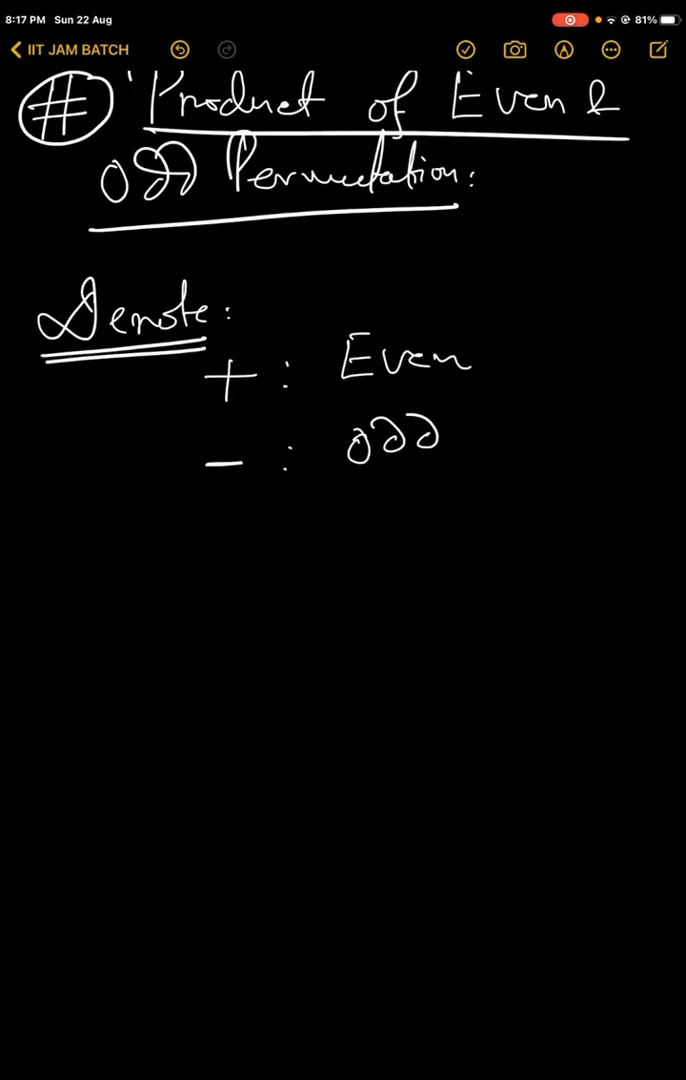 8:17 PM Sun 22 Aug 81%
IIT JAM BATCH
# Product of Even &
odd Permutation:
Denote:
+ : Even
- : odd